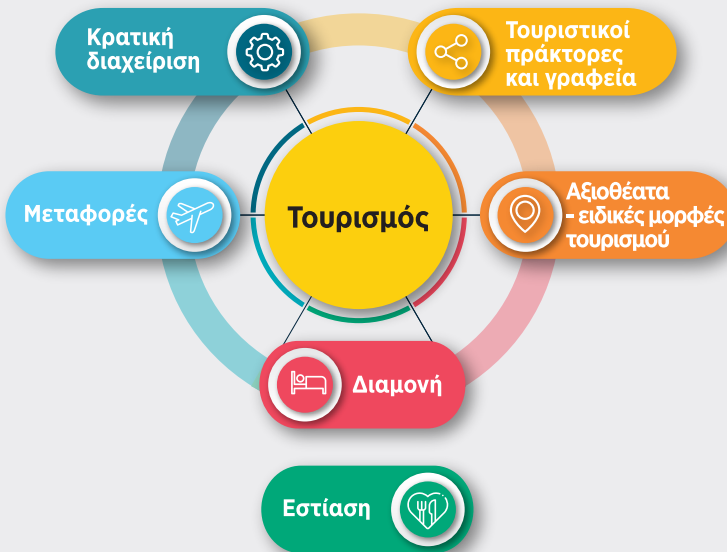 Κρατική
διαχείριση
Τουριστικοί
πράκτορες
και γραφεία
Μεταφορές
Τουρισμός
Αξιοθέατα
- ειδικές μορφές
τουρισμού
Διαμονή
Εστίαση